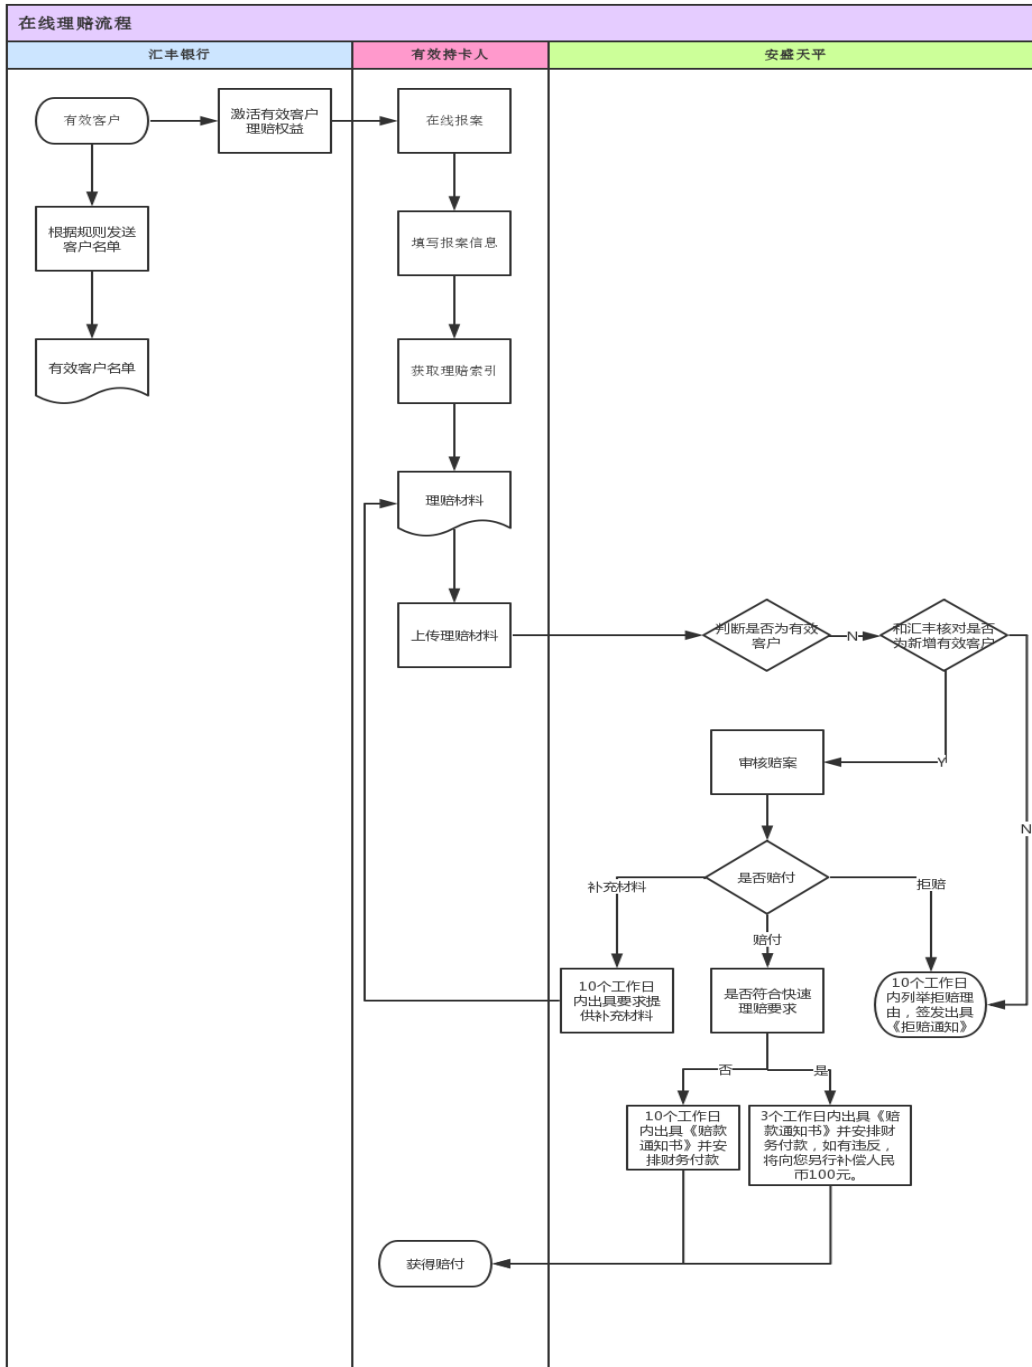 在线理赔流程
汇丰银行
有效持卡人
安盛天平
有效客户
激活有效客户
理赔权益
在线报案
根据规则发送
客户名单
填写报案信息
有效客户名单
获取理赔索引
理赔材料
上传理赔材料
判断是否为有效
客户
N
和汇丰核对是否
为新增有效客户
审核赔案
Y
N
是否赔付
补充材料
拒赔
赔付
10个工作日
内出具要求提
供补充材料
是否符合快速
理赔要求
10个工作日
内列举拒赔理
由，签发出具
《拒赔通知》
否
是
10个工作日
内出具《赔款
通知书》并安
排财务付款
3个工作日内出具《赔
款通知书》并安排财
务付款，如有违反，
将向您另行补偿人民
币100元。
获得赔付